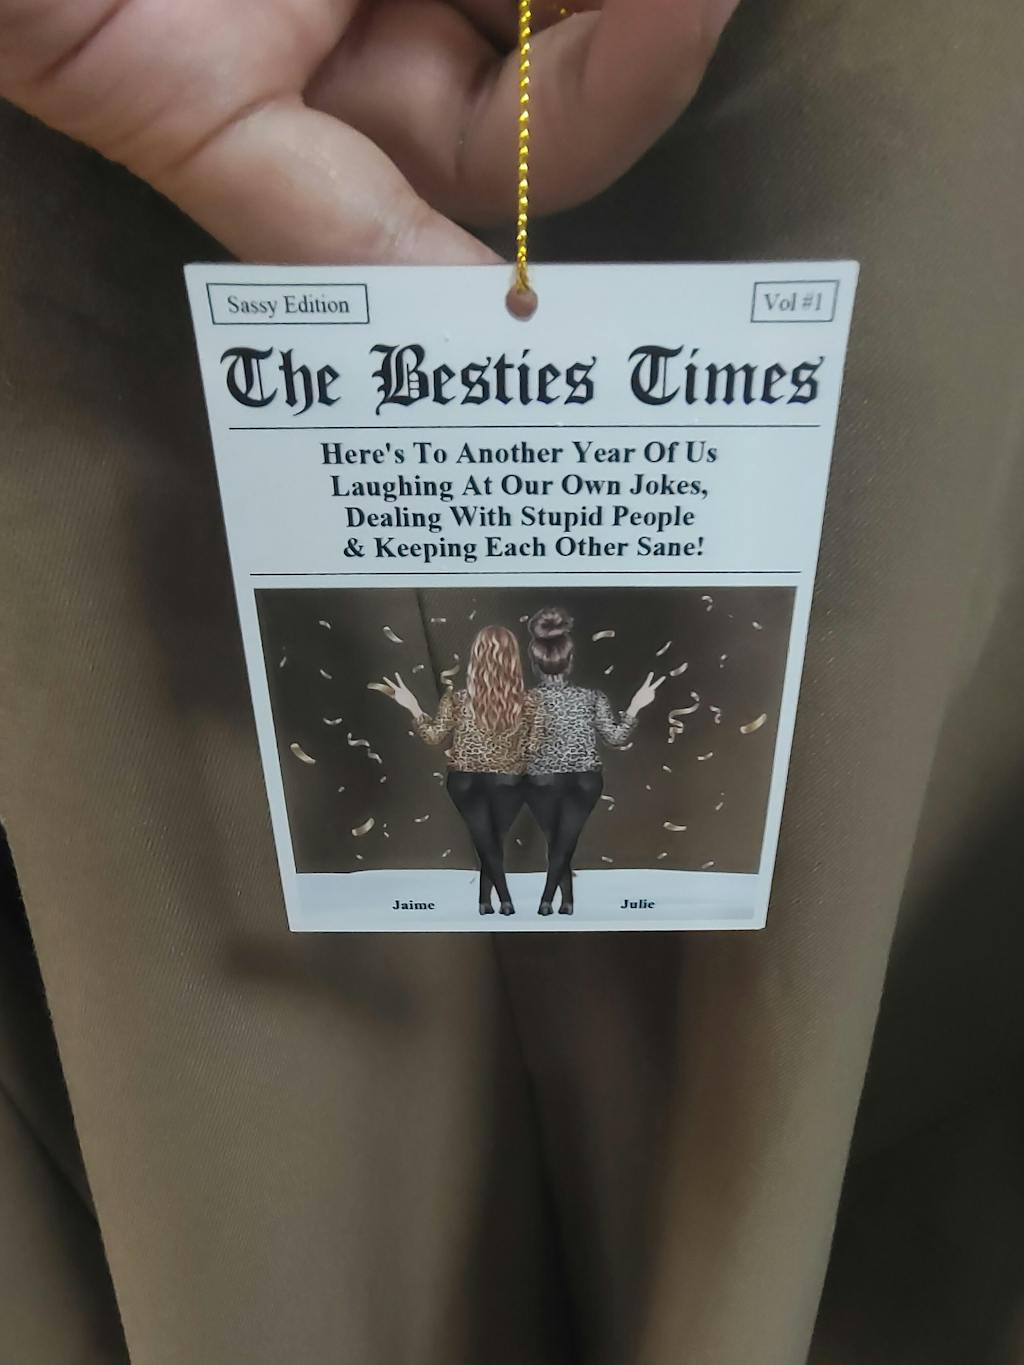 Sassy Edition
Vol #1
The Besties Times
Here's To Another Year Of Us
Laughing At Our Own Jokes,
Dealing With Stupid People
& Keeping Each Other Sane!
Jaime
Julie